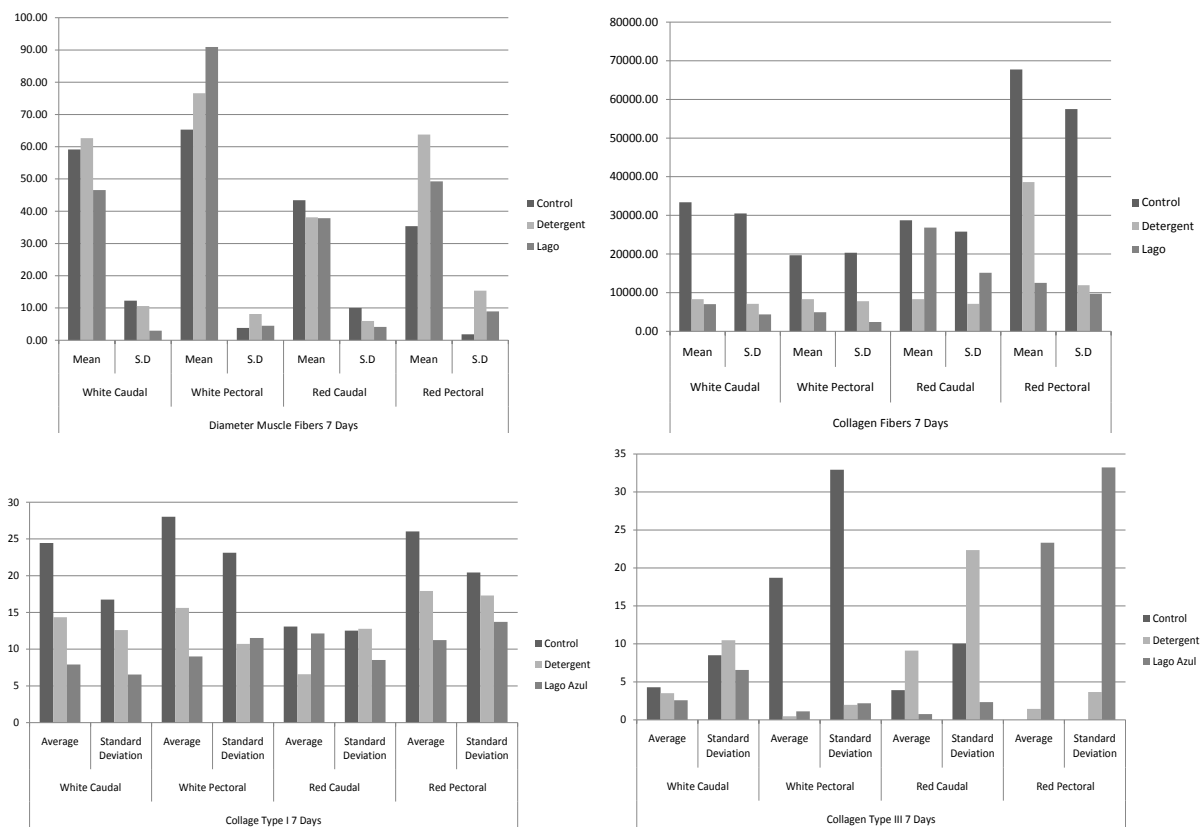 100.00
90.00
80.00
70.00
60.00
50.00
40.00
30.00
20.00
10.00
0.00
Mean S.D Mean S.D Mean S.D Mean S.D
White Caudal White Pectoral Red Caudal Red Pectoral
Diameter Muscle Fibers 7 Days
Control
Detergent
Lago
80000.00
70000.00
60000.00
50000.00
40000.00
30000.00
20000.00
10000.00
0.00
Mean S.D Mean S.D Mean S.D Mean S.D
White Caudal White Pectoral Red Caudal Red Pectoral
Collagen Fibers 7 Days
Control
Detergent
Lago
30
25
20
15
10
5
0
Average Standard Average Standard Average Standard Average Standard
Deviation Deviation Deviation Deviation
White Caudal White Pectoral Red Caudal Red Pectoral
Collage Type I 7 Days
Control
Detergent
Lago Azul
35
30
25
20
15
10
5
0
Average Standard Average Standard Average Standard Average Standard
Deviation Deviation Deviation Deviation
White Caudal White Pectoral Red Caudal Red Pectoral
Collagen Type III 7 Days
Control
Detergent
Lago Azul